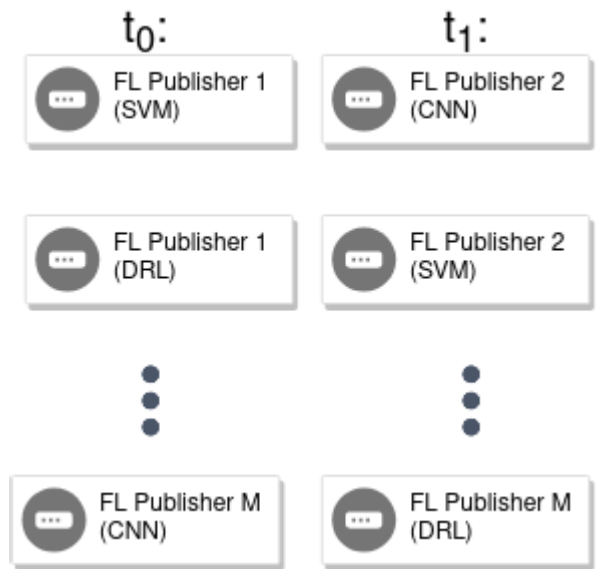 t0:
t1:
FL Publisher 1
(SVM)
FL Publisher 2
(CNN)
FL Publisher 1
(DRL)
FL Publisher 2
(SVM)
FL Publisher M
(CNN)
FL Publisher M
(DRL)